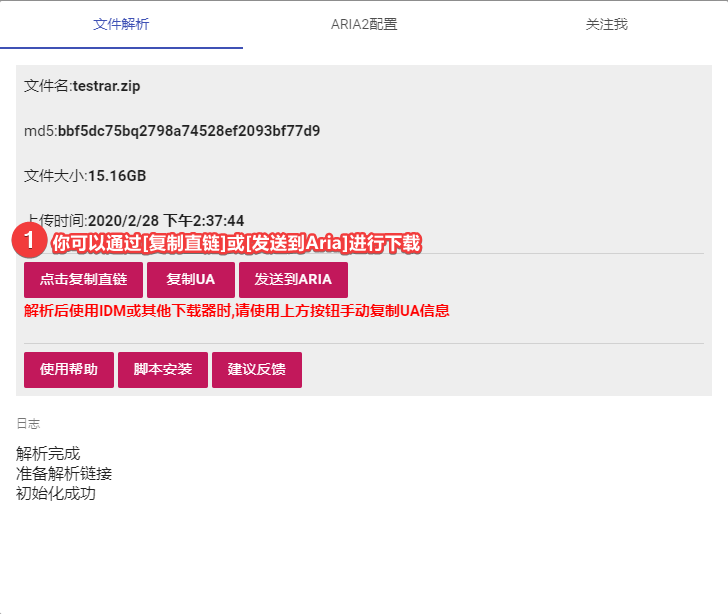 文件解析 ARIA2配置 关注我
文件名:testrar.zip
md5:bbf5dc75bq2798a74528ef2093bf77d9
文件大小:15.16GB
上传时间:2020/2/28 下午2:37:44
1 你可以通过[复制直链]或[发送到Aria]进行下载
点击复制直链 复制UA 发送到ARIA
解析后使用IDM或其他下载器时,请使用上方按钮手动复制UA信息
使用帮助 脚本安装 建议反馈
日志
解析完成
准备解析链接
初始化成功